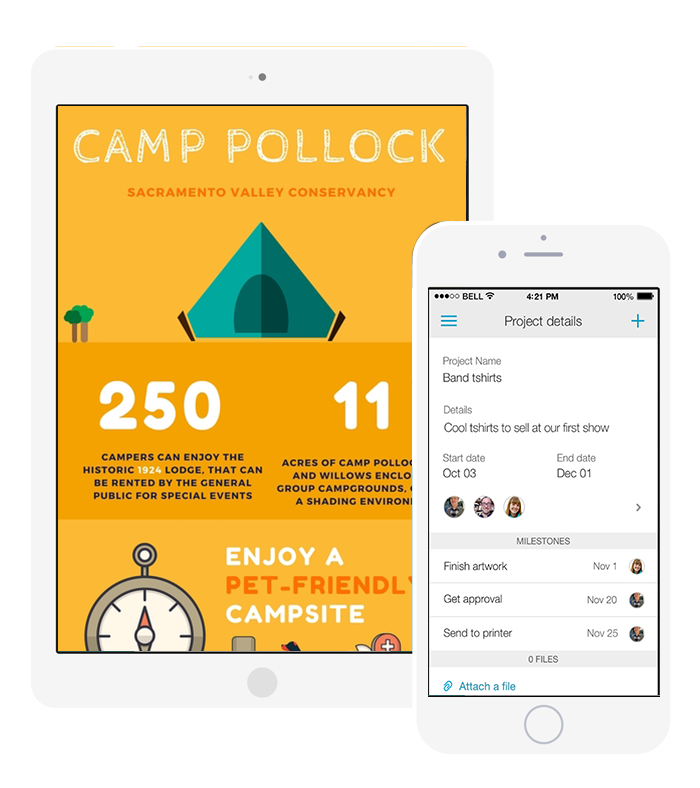 CAMP POLLOCK
SACRAMENTO VALLEY CONSERVANCY
250
CAMPERS CAN ENJOY THE
HISTORIC 1924 LODGE, THAT CAN
BE RENTED BY THE GENERAL
PUBLIC FOR SPECIAL EVENTS
11
ACRES OF CAMP POLLOC
AND WILLOWS ENCLO
GROUP CAMPGROUNDS,
A SHADING ENVIRON
ENJOY A
PET-FRIENDLY
CAMPSITE
BELL 4:21 PM 100%
Project details
Project Name
Band tshirts
Details
Cool tshirts to sell at our first show
Start date End date
Oct 03 Dec 01
MILESTONES
Finish artwork Nov 1
Get approval Nov 20
Send to printer Nov 25
0 FILES
Attach a file